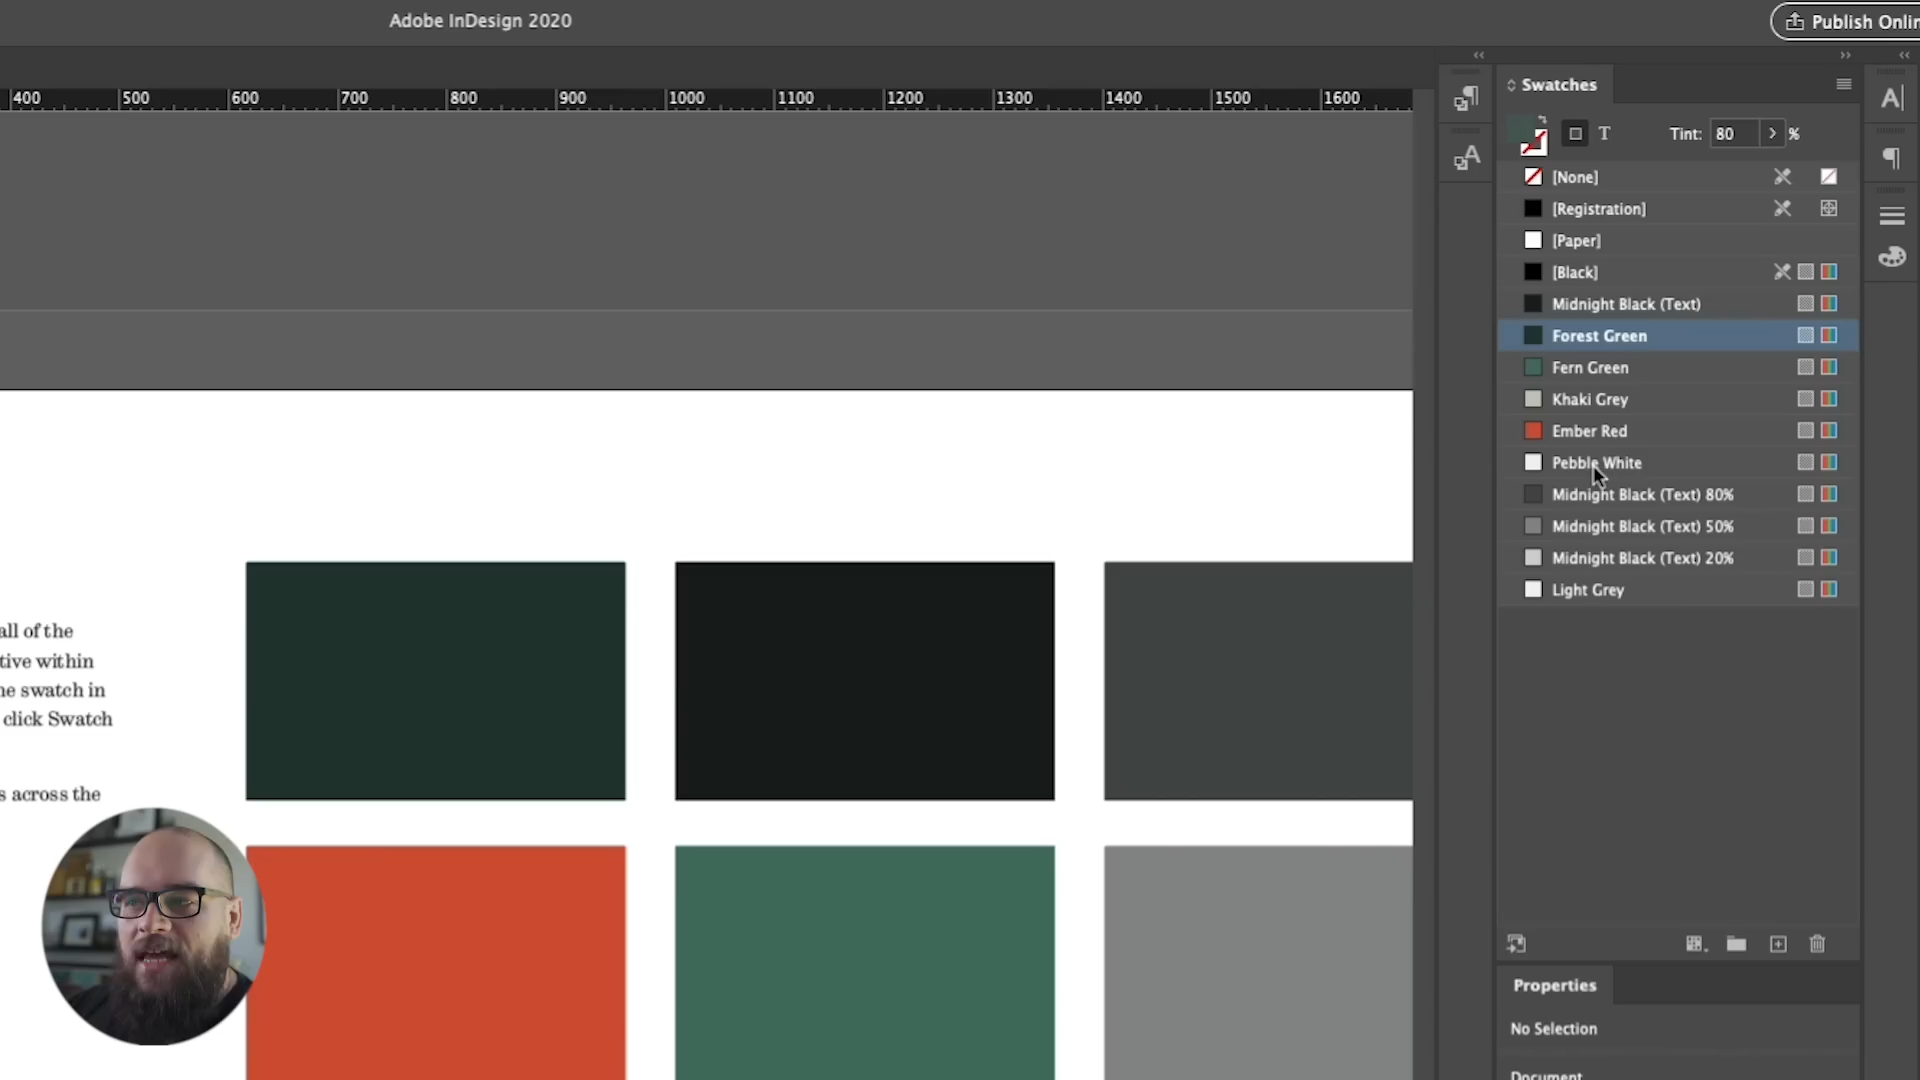 Adobe InDesign 2020
Publish Onlin
400 500 600 700 800 900 1000 1100 1200 1300 1400 1500 1600
Swatches
T Tint: 80 %
[None]
[Registration]
[Paper]
[Black]
Midnight Black (Text)
Forest Green
Fern Green
Khaki Grey
Ember Red
Pebble White
Midnight Black (Text) 80%
Midnight Black (Text) 50%
Midnight Black (Text) 20%
Light Grey
all of the
tive within
he swatch in
click Swatch
s across the
Properties
No Selection
Document